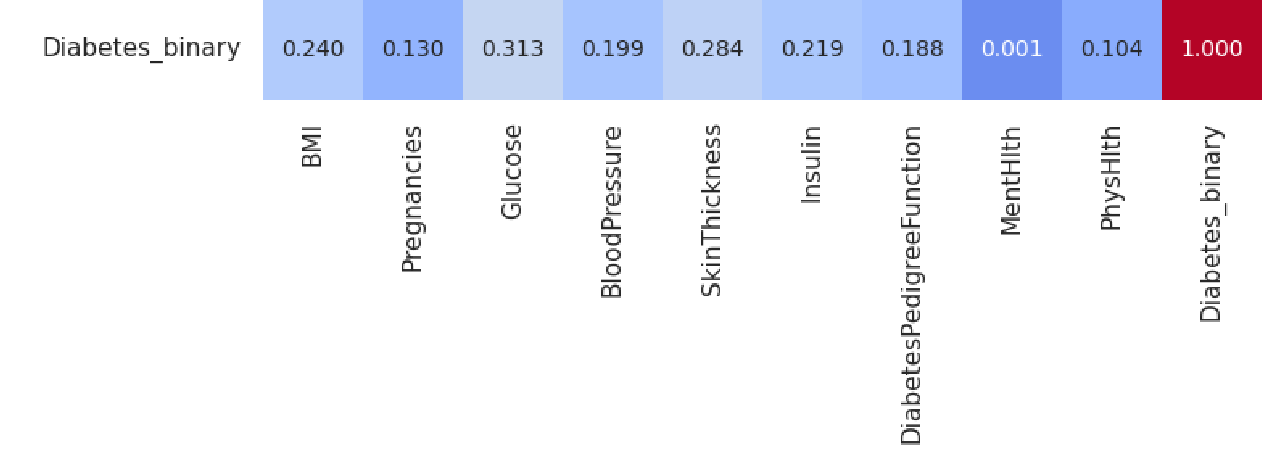 Diabetes_binary 0.240 0.130 0.313 0.199 0.284 0.219 0.188 0.001 0.104 1.000
BMI
Pregnancies
Glucose
BloodPressure
SkinThickness
Insulin
DiabetesPedigreeFunction
MentHlth
PhysHlth
Diabetes_binary